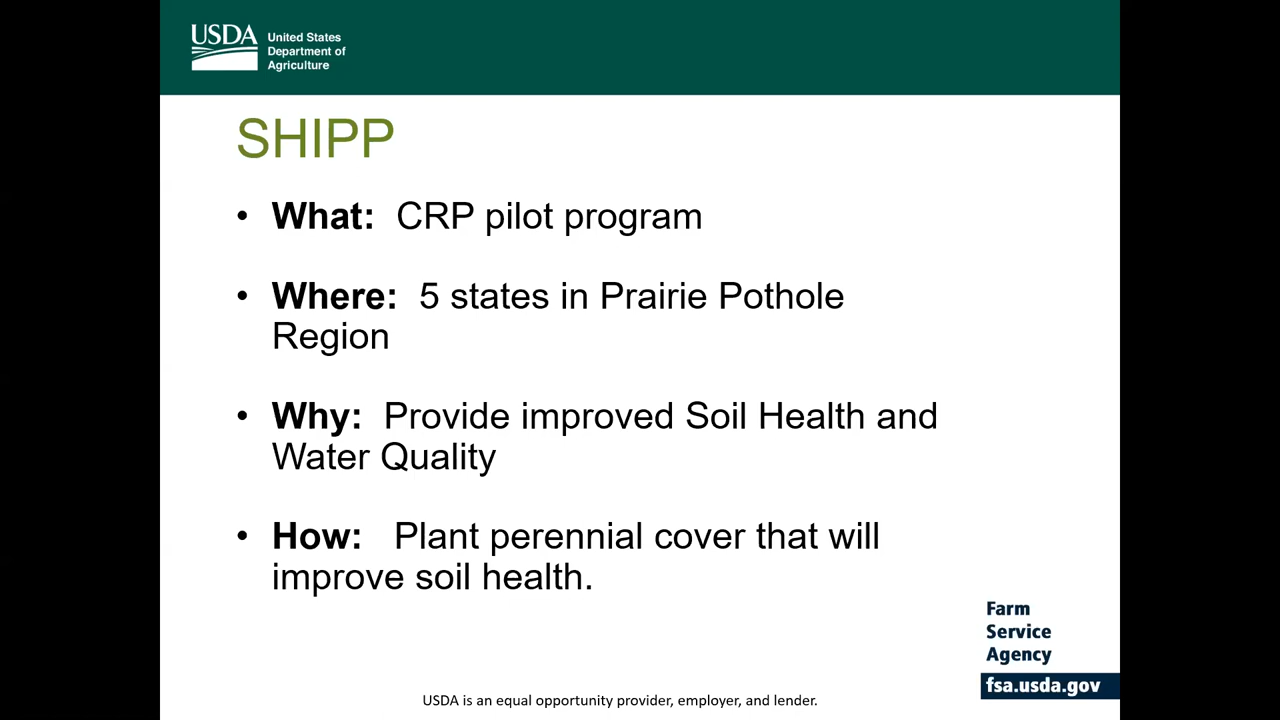 USDA
United States
Department of
Agriculture
SHIPP
• What: CRP pilot program
• Where: 5 states in Prairie Pothole
Region
• Why: Provide improved Soil Health and
Water Quality
• How: Plant perennial cover that will
improve soil health.
Farm
Service
Agency
fsa.usda.gov
USDA is an equal opportunity provider, employer, and lender.